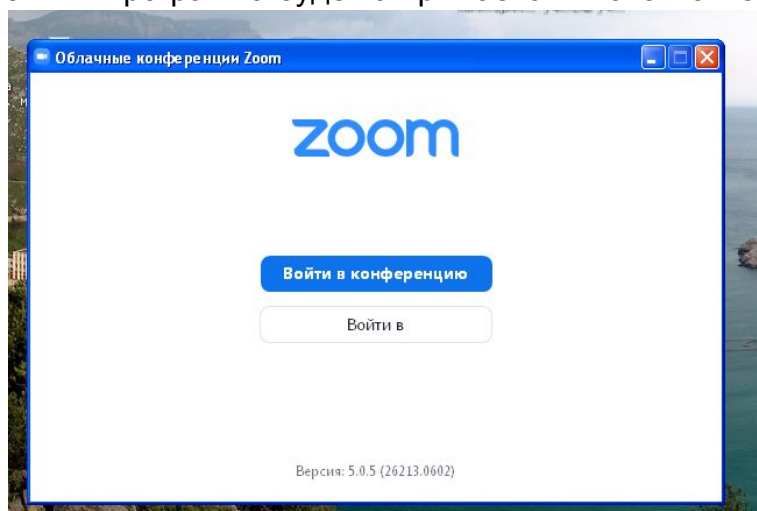 Облачные конференции Zoom
zoom
Войти в конференцию
Войти в
Версия: 5.0.5 (26213.0602)